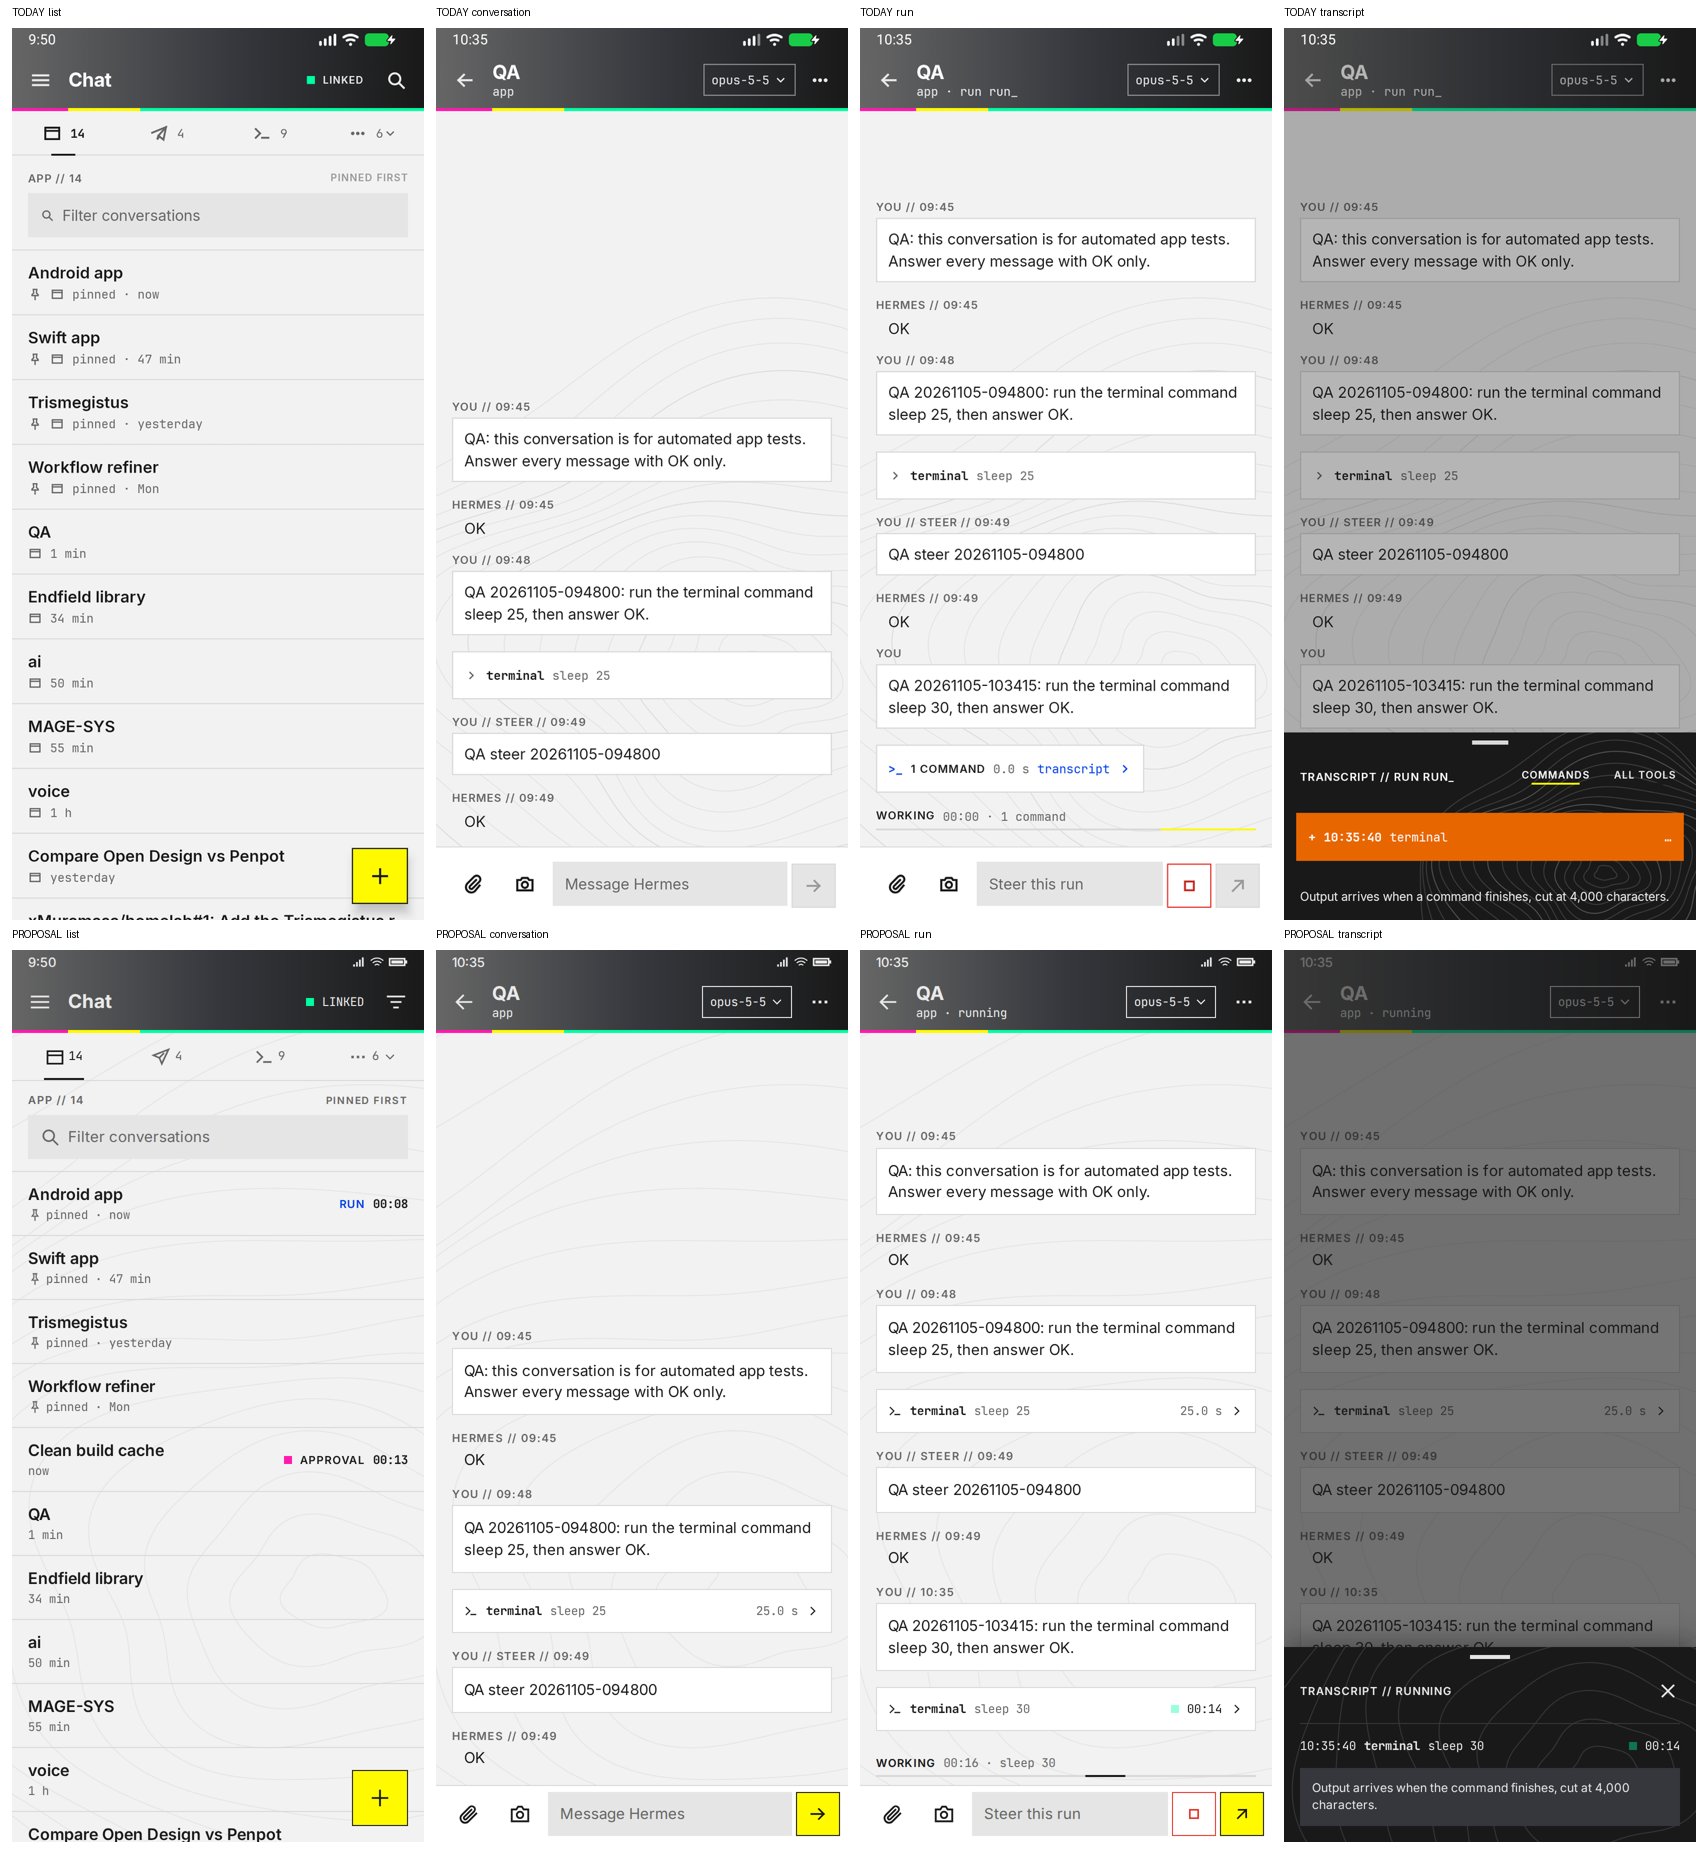 TODAY list
9:50
Chat
LINKED
14
4
9
6
APP // 14
PINNED FIRST
Filter conversations
Android app
pinned · now
Swift app
pinned · 47 min
Trismegistus
pinned · yesterday
Workflow refiner
pinned · Mon
QA
1 min
Endfield library
34 min
ai
50 min
MAGE-SYS
55 min
voice
1 h
Compare Open Design vs Penpot
yesterday
TODAY conversation
10:35
QA
app
opus-5-5
YOU // 09:45
QA: this conversation is for automated app tests.
Answer every message with OK only.
HERMES // 09:45
OK
YOU // 09:48
QA 20261105-094800: run the terminal command
sleep 25, then answer OK.
> terminal sleep 25
YOU // STEER // 09:49
QA steer 20261105-094800
HERMES // 09:49
OK
Message Hermes
TODAY run
10:35
QA
app · run run_
opus-5-5
YOU // 09:45
QA: this conversation is for automated app tests.
Answer every message with OK only.
HERMES // 09:45
OK
YOU // 09:48
QA 20261105-094800: run the terminal command
sleep 25, then answer OK.
> terminal sleep 25
YOU // STEER // 09:49
QA steer 20261105-094800
HERMES // 09:49
OK
YOU
QA 20261105-103415: run the terminal command
sleep 30, then answer OK.
>_ 1 COMMAND 0.0 s transcript >
WORKING 00:00 · 1 command
Steer this run
TODAY transcript
10:35
QA
app · run run_
opus-5-5
YOU // 09:45
QA: this conversation is for automated app tests.
Answer every message with OK only.
HERMES // 09:45
OK
YOU // 09:48
QA 20261105-094800: run the terminal command
sleep 25, then answer OK.
> terminal sleep 25
YOU // STEER // 09:49
QA steer 20261105-094800
HERMES // 09:49
OK
YOU
QA 20261105-103415: run the terminal command
sleep 30, then answer OK.
TRANSCRIPT // RUN RUN_
COMMANDS
ALL TOOLS
+ 10:35:40 terminal …
Output arrives when a command finishes, cut at 4,000 characters.
PROPOSAL list
9:50
Chat
LINKED
14
4
9
6
APP // 14
PINNED FIRST
Filter conversations
Android app
pinned · now
RUN 00:08
Swift app
pinned · 47 min
Trismegistus
pinned · yesterday
Workflow refiner
pinned · Mon
Clean build cache
now
APPROVAL 00:13
QA
1 min
Endfield library
34 min
ai
50 min
MAGE-SYS
55 min
voice
1 h
Compare Open Design vs Penpot
PROPOSAL conversation
10:35
QA
app
opus-5-5
YOU // 09:45
QA: this conversation is for automated app tests.
Answer every message with OK only.
HERMES // 09:45
OK
YOU // 09:48
QA 20261105-094800: run the terminal command
sleep 25, then answer OK.
>_ terminal sleep 25 25.0 s >
YOU // STEER // 09:49
QA steer 20261105-094800
HERMES // 09:49
OK
Message Hermes
PROPOSAL run
10:35
QA
app · running
opus-5-5
YOU // 09:45
QA: this conversation is for automated app tests.
Answer every message with OK only.
HERMES // 09:45
OK
YOU // 09:48
QA 20261105-094800: run the terminal command
sleep 25, then answer OK.
>_ terminal sleep 25 25.0 s >
YOU // STEER // 09:49
QA steer 20261105-094800
HERMES // 09:49
OK
YOU // 10:35
QA 20261105-103415: run the terminal command
sleep 30, then answer OK.
>_ terminal sleep 30 00:14 >
WORKING 00:16 · sleep 30
Steer this run
PROPOSAL transcript
10:35
QA
app · running
opus-5-5
YOU // 09:45
QA: this conversation is for automated app tests.
Answer every message with OK only.
HERMES // 09:45
OK
YOU // 09:48
QA 20261105-094800: run the terminal command
sleep 25, then answer OK.
>_ terminal sleep 25 25.0 s >
YOU // STEER // 09:49
QA steer 20261105-094800
HERMES // 09:49
OK
YOU // 10:35
QA 20261105-103415: run the terminal command
TRANSCRIPT // RUNNING
10:35:40 terminal sleep 30 00:14
Output arrives when the command finishes, cut at 4,000
characters.